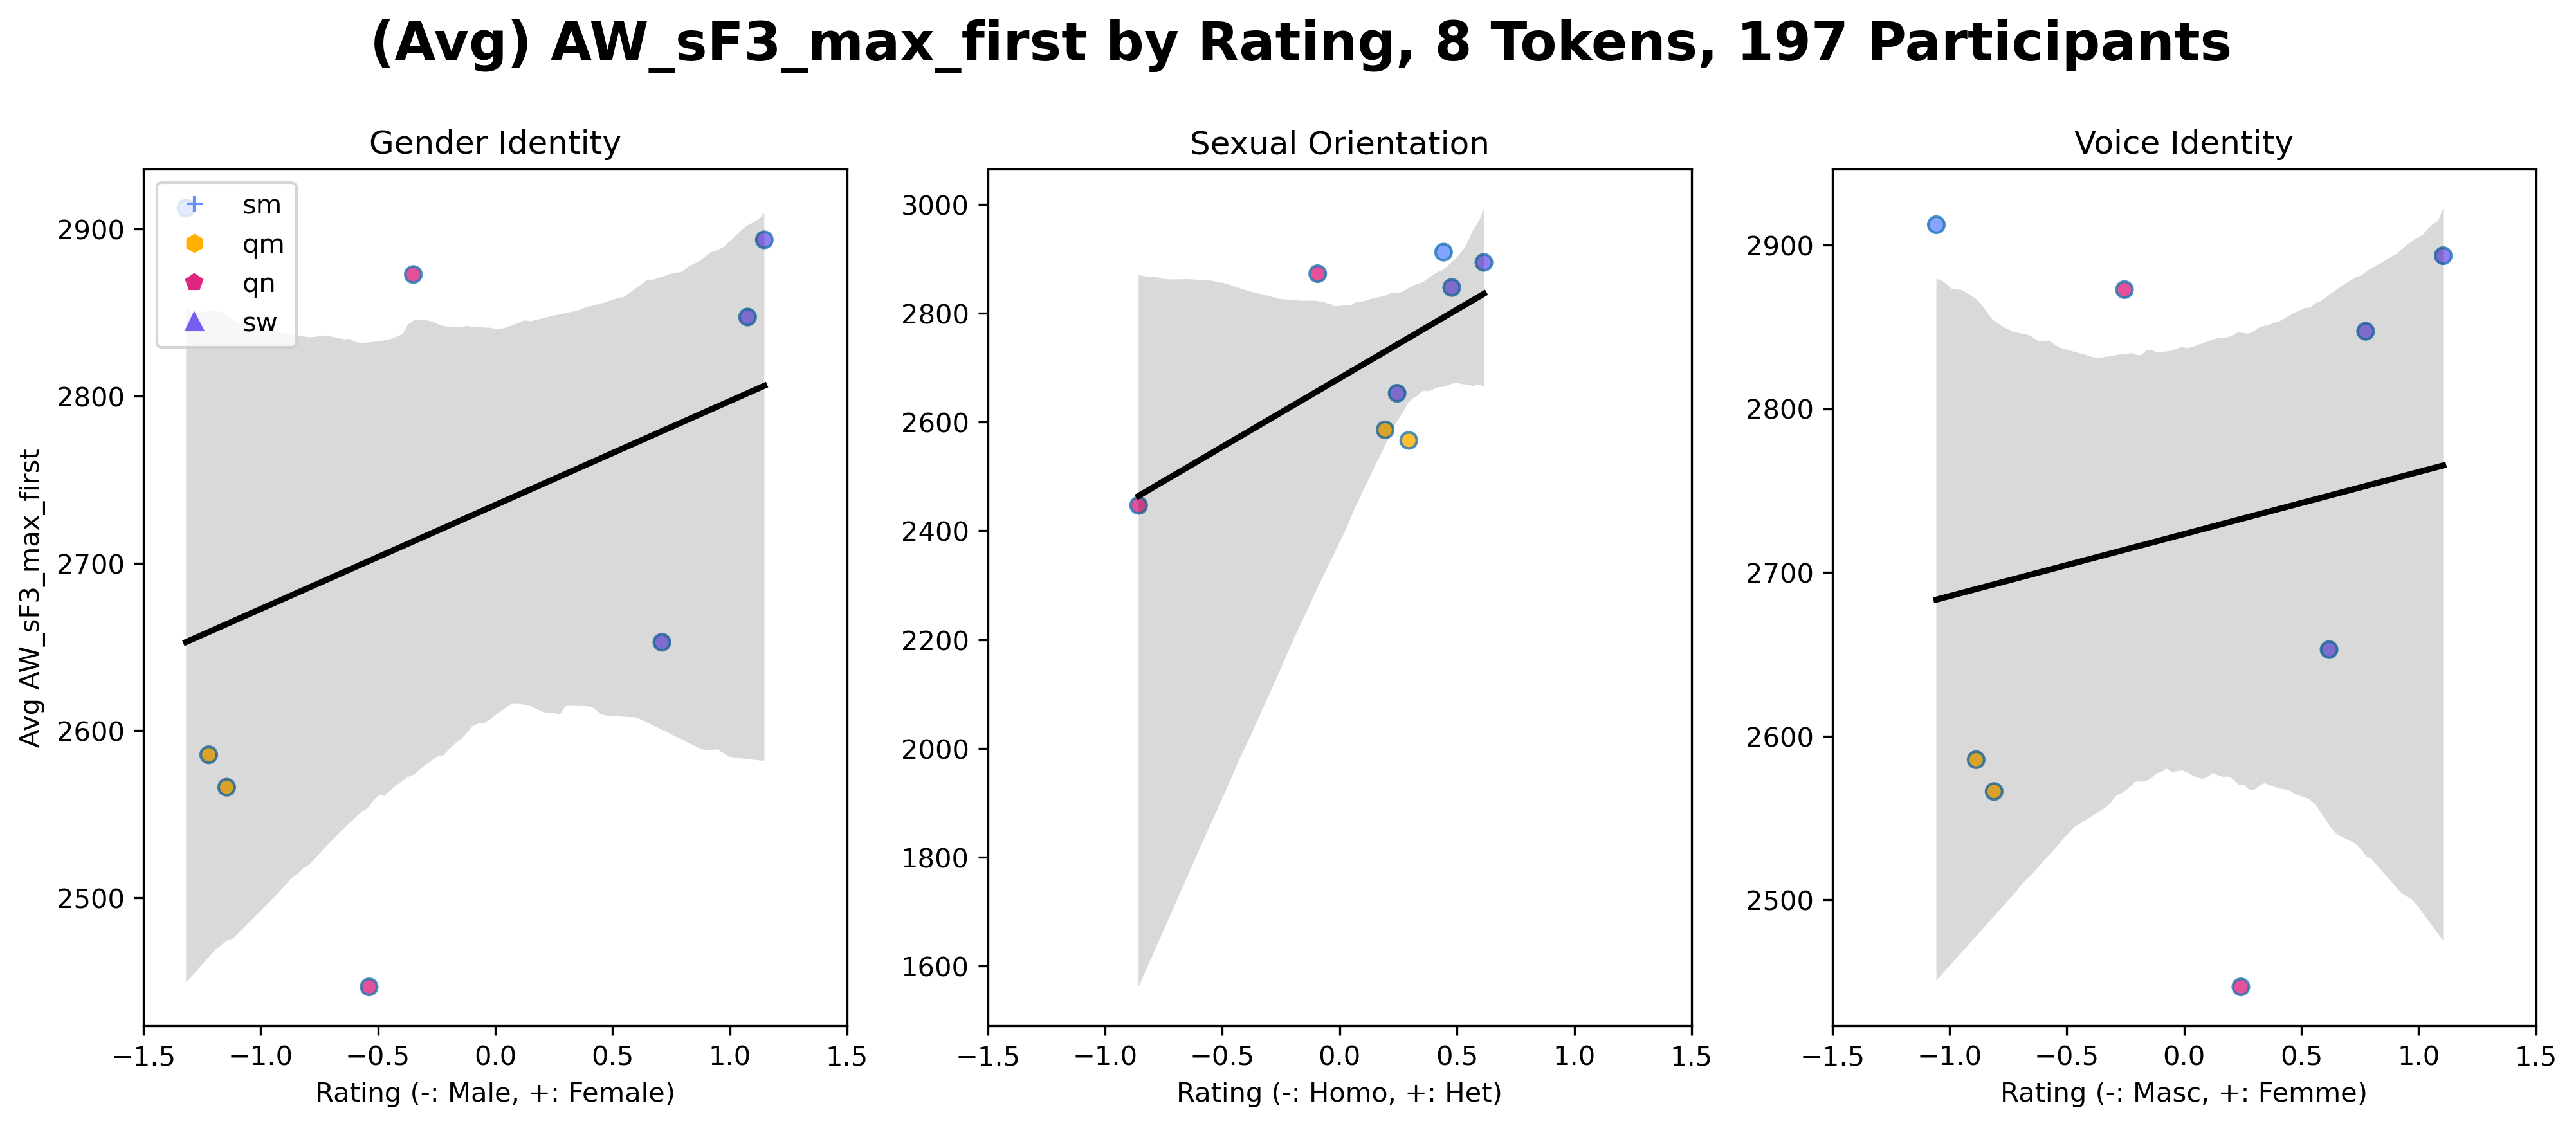 (Avg) AW_sF3_max_first by Rating, 8 Tokens, 197 Participants
Gender Identity
Sexual Orientation
Voice Identity
sm
qm
qn
sw
Avg AW_sF3_max_first
2900
2800
2700
2600
2500
−1.5 −1.0 −0.5 0.0 0.5 1.0 1.5
Rating (-: Male, +: Female)
3000
2800
2600
2400
2200
2000
1800
1600
−1.5 −1.0 −0.5 0.0 0.5 1.0 1.5
Rating (-: Homo, +: Het)
2900
2800
2700
2600
2500
−1.5 −1.0 −0.5 0.0 0.5 1.0 1.5
Rating (-: Masc, +: Femme)